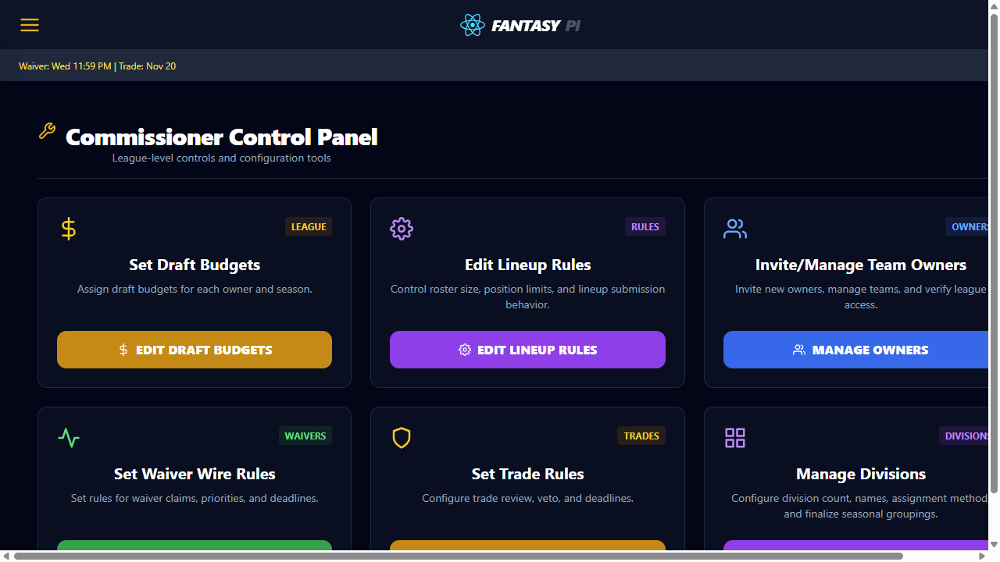 FANTASY PI
Waiver: Wed 11:59 PM | Trade: Nov 20
Commissioner Control Panel
League-level controls and configuration tools
LEAGUE
Set Draft Budgets
Assign draft budgets for each owner and season.
EDIT DRAFT BUDGETS
RULES
Edit Lineup Rules
Control roster size, position limits, and lineup submission
behavior.
EDIT LINEUP RULES
OWNERS
Invite/Manage Team Owners
Invite new owners, manage teams, and verify league
access.
MANAGE OWNERS
WAIVERS
Set Waiver Wire Rules
Set rules for waiver claims, priorities, and deadlines.
TRADES
Set Trade Rules
Configure trade review, veto, and deadlines.
DIVISIONS
Manage Divisions
Configure division count, names, assignment method,
and finalize seasonal groupings.